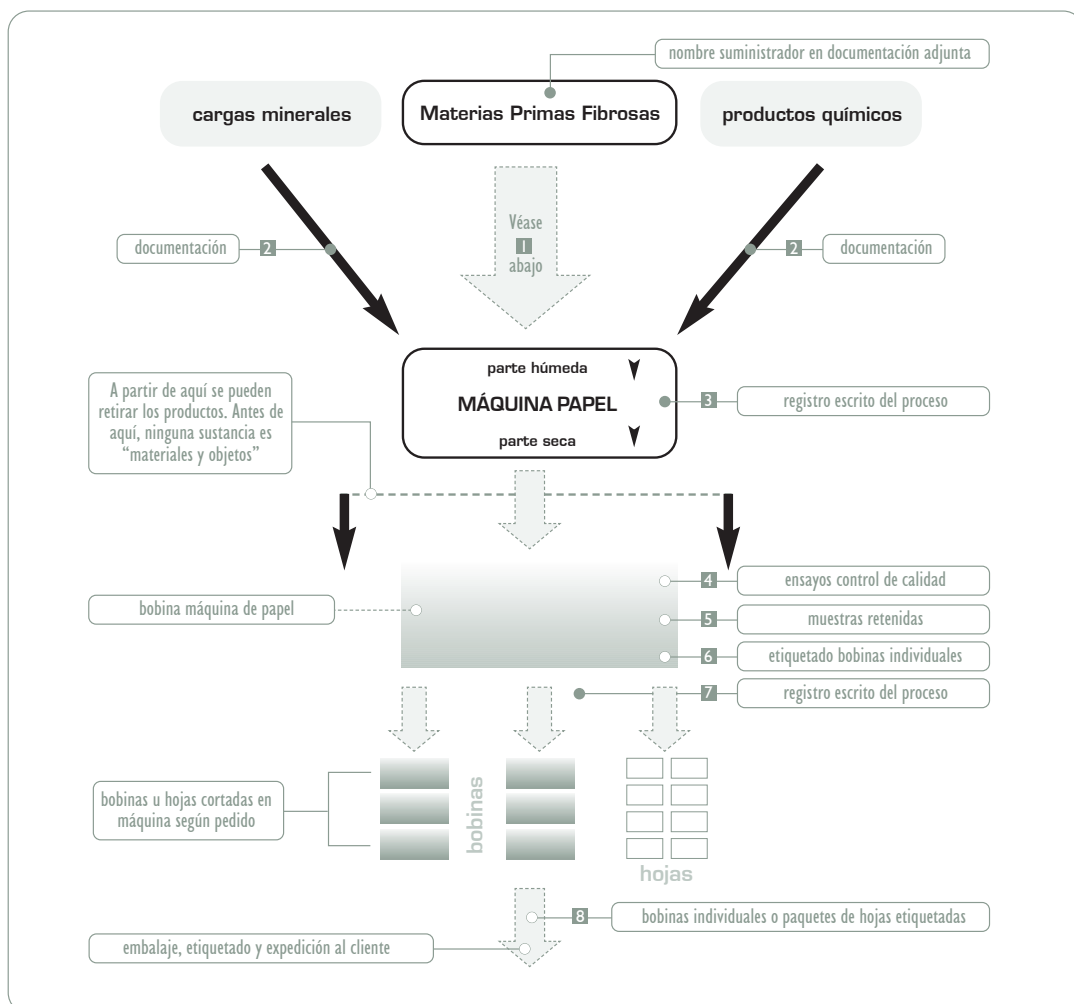 nombre suministrador en documentación adjunta
cargas minerales
Materias Primas Fibrosas
productos químicos
Véase
1
abajo
documentación
2
2
documentación
parte húmeda
MÁQUINA PAPEL
parte seca
3
registro escrito del proceso
A partir de aquí se pueden
retirar los productos. Antes de
aquí, ninguna sustancia es
“materiales y objetos”
4
ensayos control de calidad
bobina máquina de papel
5
muestras retenidas
6
etiquetado bobinas individuales
7
registro escrito del proceso
bobinas u hojas cortadas en
máquina según pedido
bobinas
hojas
8
bobinas individuales o paquetes de hojas etiquetadas
embalaje, etiquetado y expedición al cliente